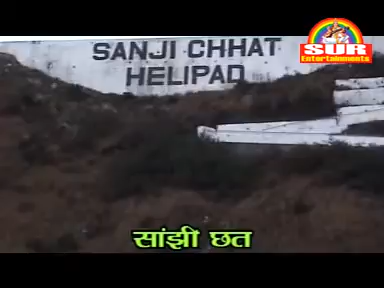 SANJI CHHAT
HELIPAD
SUR
Entertainments
सांझी छत